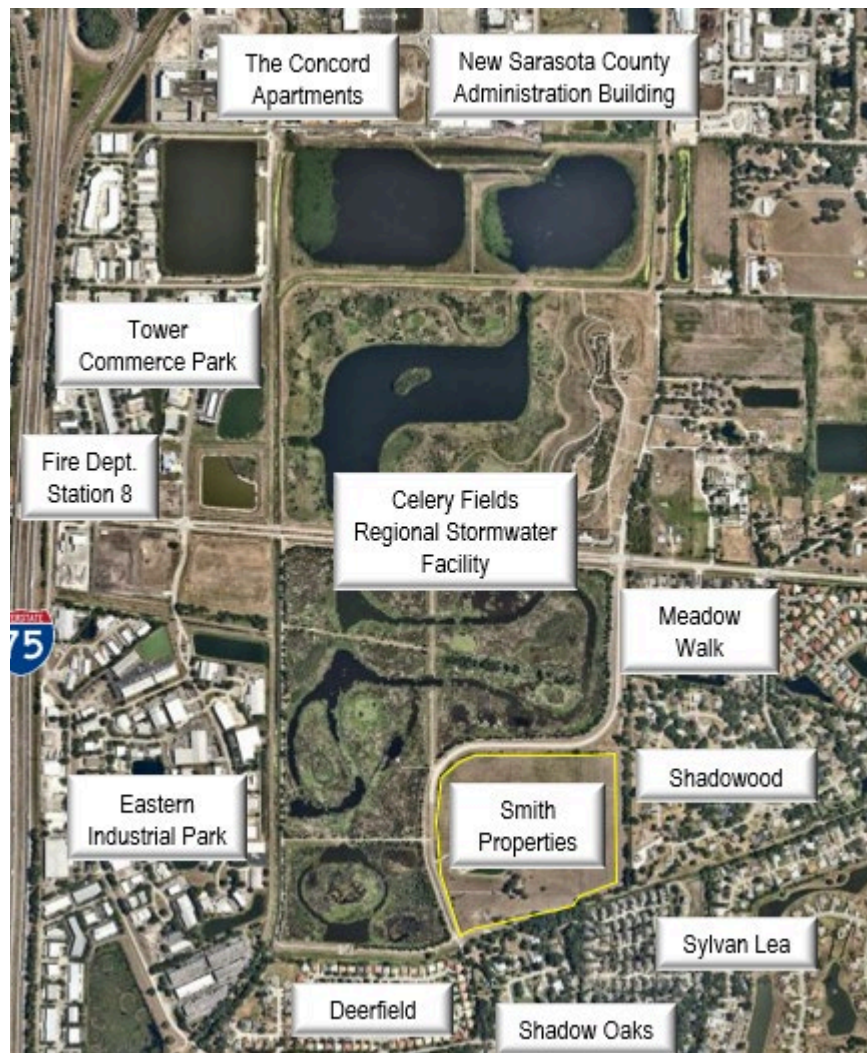 The Concord
Apartments
New Sarasota County
Administration Building
Tower
Commerce Park
Fire Dept.
Station 8
Celery Fields
Regional Stormwater
Facility
INTERSTATE
75
Meadow
Walk
Shadowood
Eastern
Industrial Park
Smith
Properties
Sylvan Lea
Deerfield
Shadow Oaks